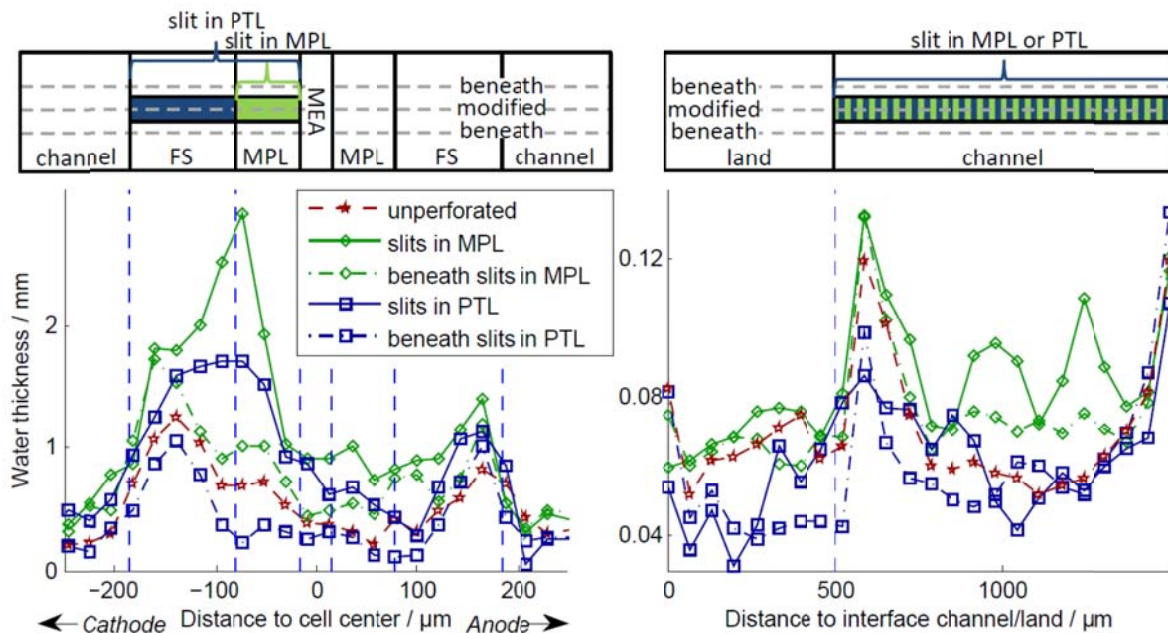 slit in PTL
slit in MPL
beneath
modified
beneath
MEA
channel FS MPL MPL FS channel
slit in MPL or PTL
beneath
modified
beneath
land channel
unperforated
slits in MPL
beneath slits in MPL
slits in PTL
beneath slits in PTL
Water thickness / mm
2
1
0
−200 −100 0 100 200
Distance to cell center / µm
Cathode Anode
0.12
0.08
0.04
0 500 1000
Distance to interface channel/land / µm